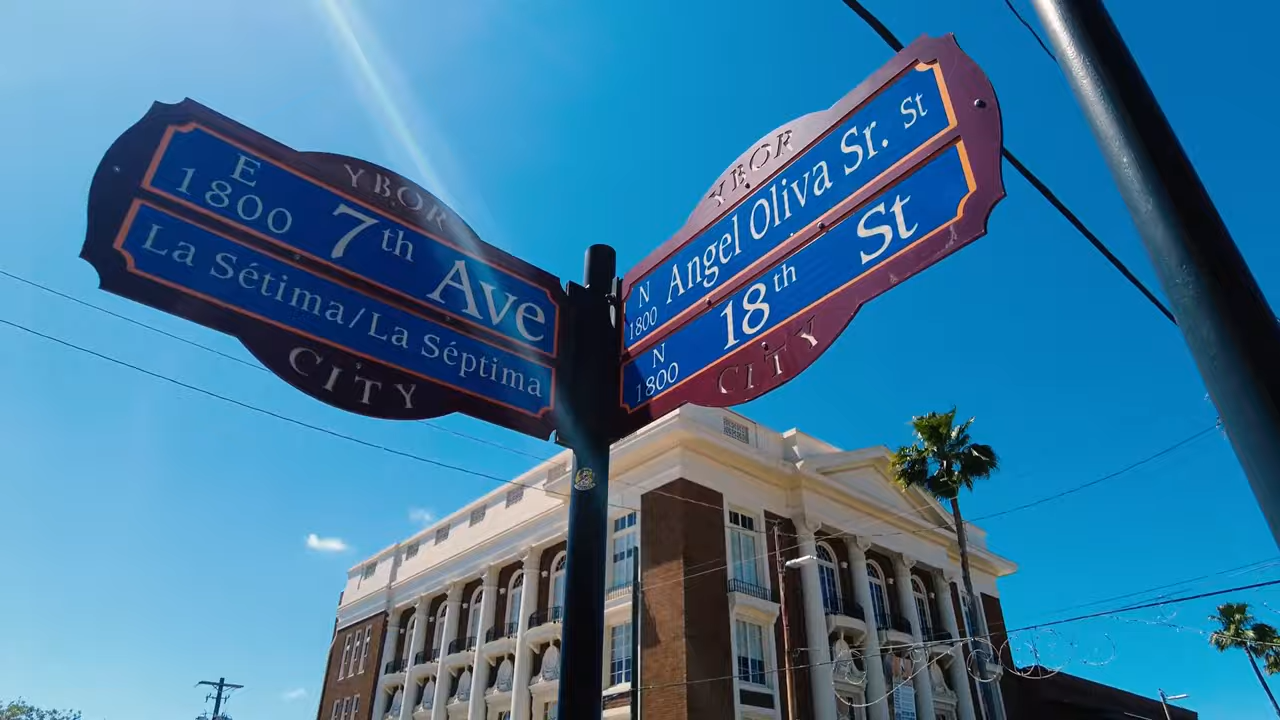 YBOR
E
1800 7th Ave
La Sétima/La Séptima
CITY
YBOR
N
1800 Angel Oliva Sr. St
N
1800 18th St
CITY